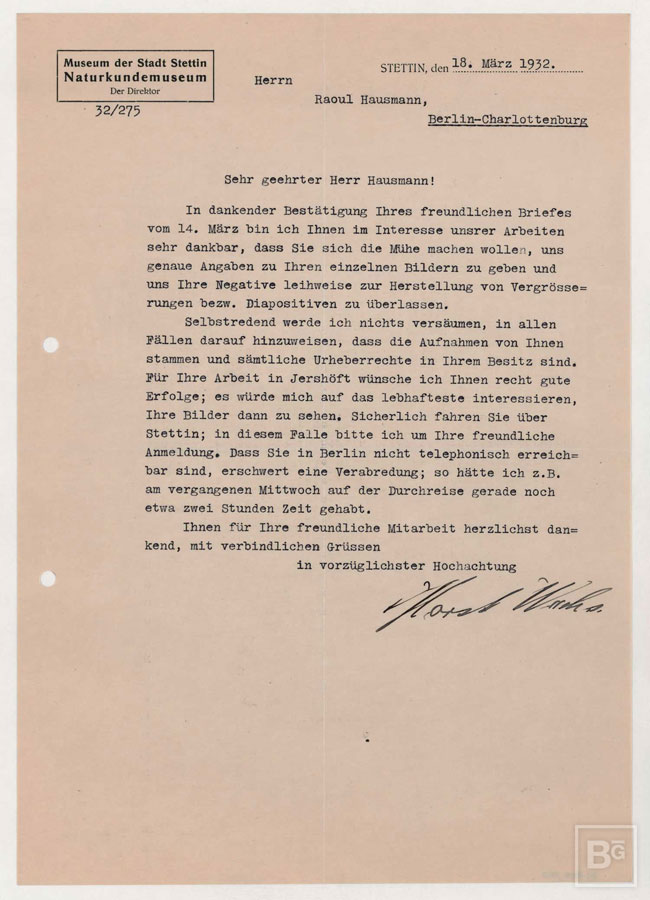 Museum der Stadt Stettin
Naturkundemuseum
Der Direktor
32/275
STETTIN, den 18. März 1932.
Herrn
Raoul Hausmann,
Berlin-Charlottenburg
Sehr geehrter Herr Hausmann!
In dankender Bestätigung Ihres freundlichen Briefes
vom 14. März bin ich Ihnen im Interesse unsrer Arbeiten
sehr dankbar, dass Sie sich die Mühe machen wollen, uns
genaue Angaben zu Ihren einzelnen Bildern zu geben und
uns Ihre Negative leihweise zur Herstellung von Vergrösse=
rungen bezw. Diapositiven zu überlassen.
Selbstredend werde ich nichts versäumen, in allen
Fällen darauf hinzuweisen, dass die Aufnahmen von Ihnen
stammen und sämtliche Urheberrechte in Ihrem Besitz sind.
Für Ihre Arbeit in Jershöft wünsche ich Ihnen recht gute
Erfolge; es würde mich auf das lebhafteste interessieren,
Ihre Bilder dann zu sehen. Sicherlich fahren Sie über
Stettin; in diesem Falle bitte ich um Ihre freundliche
Anmeldung. Dass Sie in Berlin nicht telephonisch erreich=
bar sind, erschwert eine Verabredung; so hätte ich z.B.
am vergangenen Mittwoch auf der Durchreise gerade noch
etwa zwei Stunden Zeit gehabt.
Ihnen für Ihre freundliche Mitarbeit herzlichst dan=
kend, mit verbindlichen Grüssen
in vorzüglichster Hochachtung
Horst Wachs.
BG